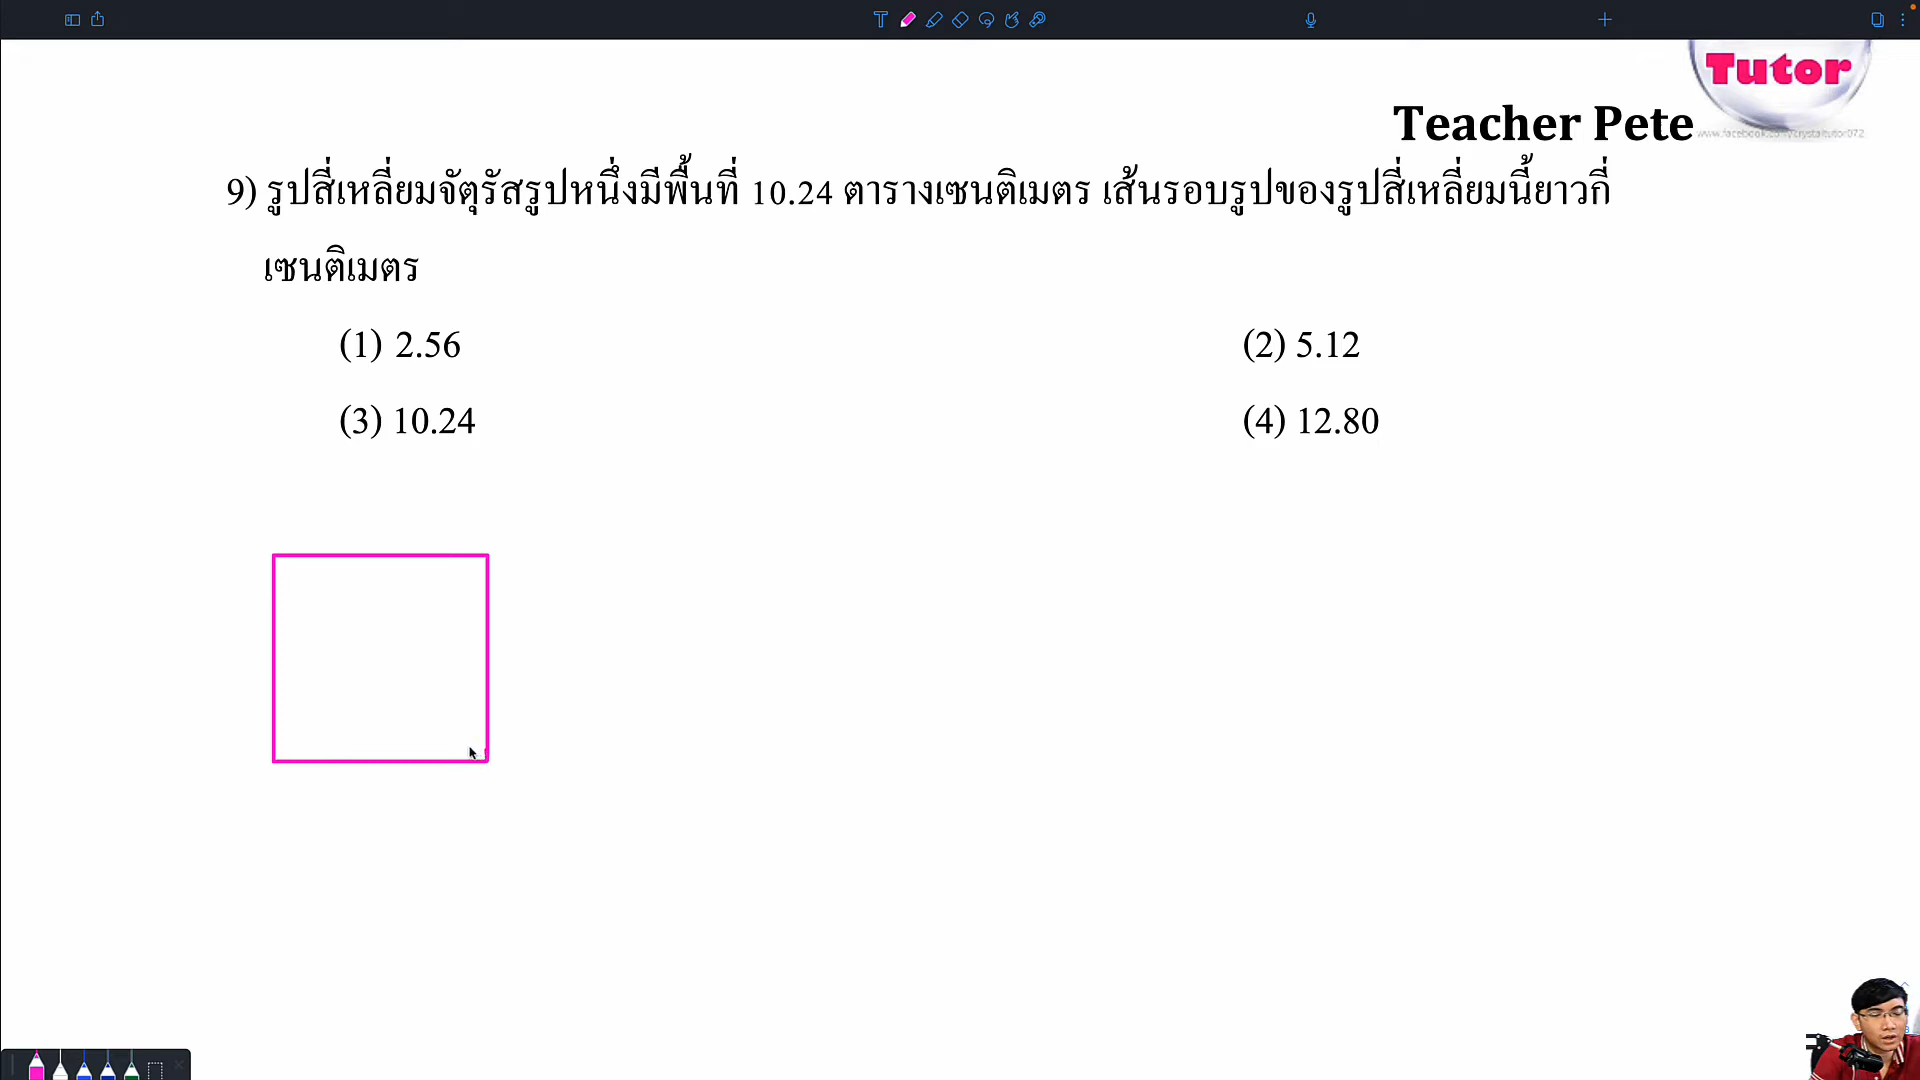 Tutor
Teacher Pete
www.facebook.com/crystaltutor072
9) รูปสี่เหลี่ยมจัตุรัสรูปหนึ่งมีพื้นที่ 10.24 ตารางเซนติเมตร เส้นรอบรูปของรูปสี่เหลี่ยมนี้ยาวกี่
เซนติเมตร
(1) 2.56
(2) 5.12
(3) 10.24
(4) 12.80